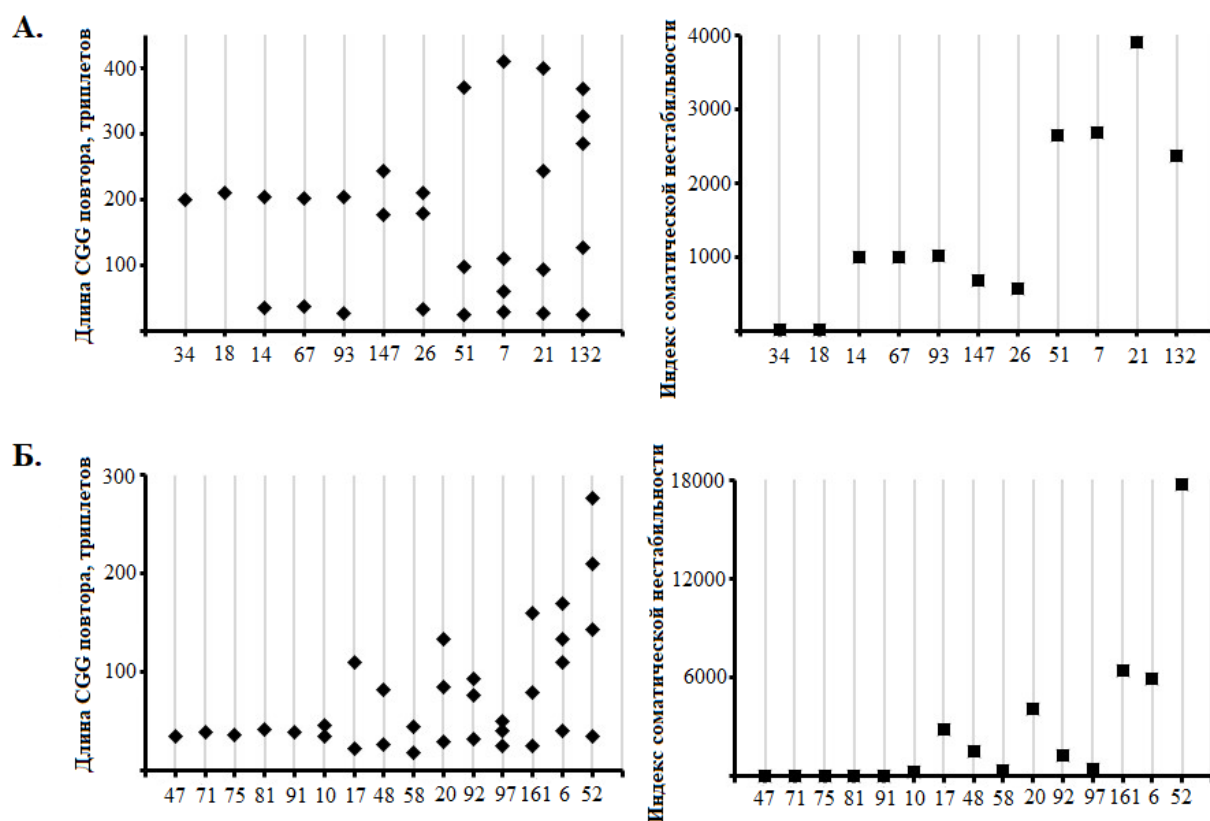 А.
Длина CGG повтора, триплетов
400
300
200
100
34 18 14 67 93 147 26 51 7 21 132
Индекс соматической нестабильности
4000
3000
2000
1000
34 18 14 67 93 147 26 51 7 21 132
Б.
Длина CGG повтора, триплетов
300
200
100
47 71 75 81 91 10 17 48 58 20 92 97 161 6 52
Индекс соматической нестабильности
18000
12000
6000
47 71 75 81 91 10 17 48 58 20 92 97 161 6 52